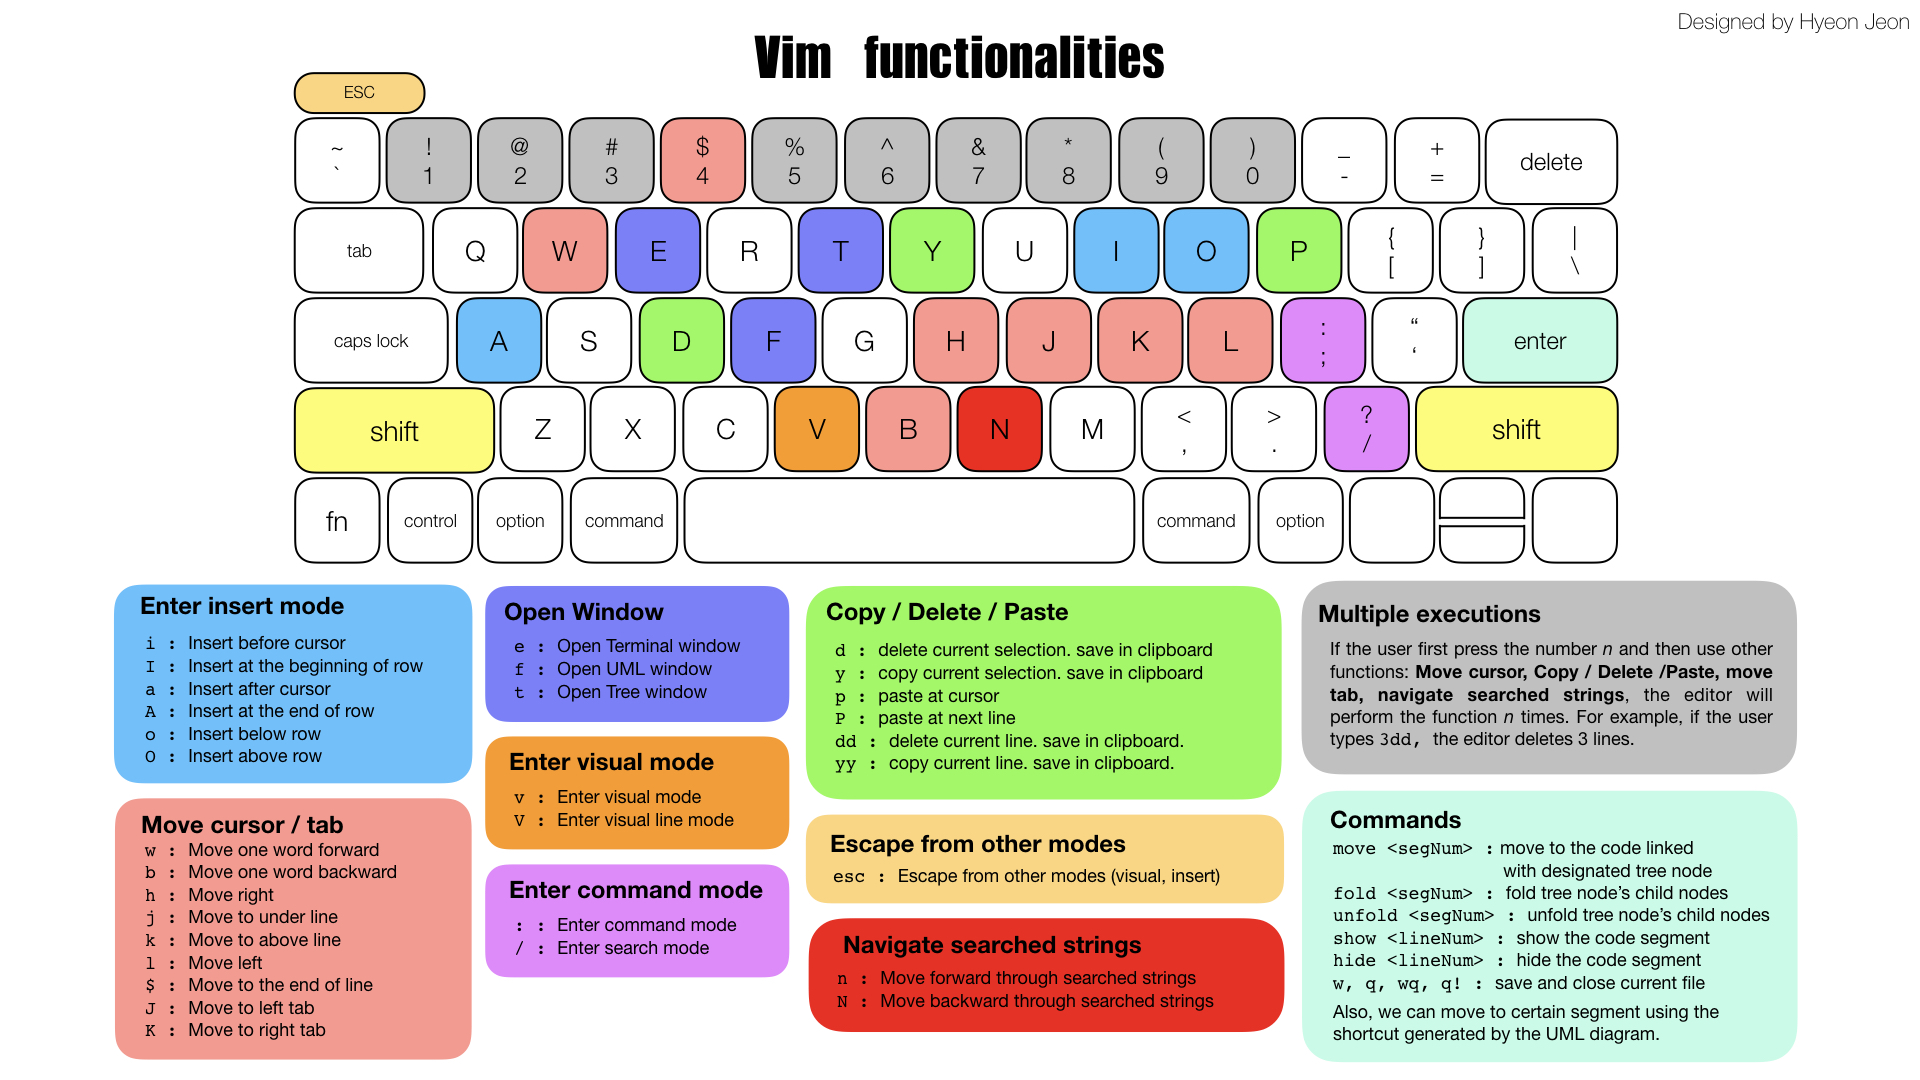 Designed by Hyeon Jeon
Vim functionalities
ESC
~ ! @ # $ % ^ & * ( ) _ +
` 1 2 3 4 5 6 7 8 9 0 - = delete
tab Q W E R T Y U I O P { [ } ] | \
caps lock A S D F G H J K L : ; “ ‘ enter
shift Z X C V B N M < , > . ? / shift
fn control option command command option
Enter insert mode
i : Insert before cursor
I : Insert at the beginning of row
a : Insert after cursor
A : Insert at the end of row
o : Insert below row
O : Insert above row
Move cursor / tab
w : Move one word forward
b : Move one word backward
h : Move right
j : Move to under line
k : Move to above line
l : Move left
$ : Move to the end of line
J : Move to left tab
K : Move to right tab
Open Window
e : Open Terminal window
f : Open UML window
t : Open Tree window
Enter visual mode
v : Enter visual mode
V : Enter visual line mode
Enter command mode
: : Enter command mode
/ : Enter search mode
Copy / Delete / Paste
d : delete current selection. save in clipboard
y : copy current selection. save in clipboard
p : paste at cursor
P : paste at next line
dd : delete current line. save in clipboard.
yy : copy current line. save in clipboard.
Escape from other modes
esc : Escape from other modes (visual, insert)
Navigate searched strings
n : Move forward through searched strings
N : Move backward through searched strings
Multiple executions
If the user first press the number n and then use other
functions: Move cursor, Copy / Delete /Paste, move
tab, navigate searched strings, the editor will
perform the function n times. For example, if the user
types 3dd, the editor deletes 3 lines.
Commands
move <segNum> : move to the code linked
with designated tree node
fold <segNum> : fold tree node’s child nodes
unfold <segNum> : unfold tree node’s child nodes
show <lineNum> : show the code segment
hide <lineNum> : hide the code segment
w, q, wq, q! : save and close current file
Also, we can move to certain segment using the
shortcut generated by the UML diagram.